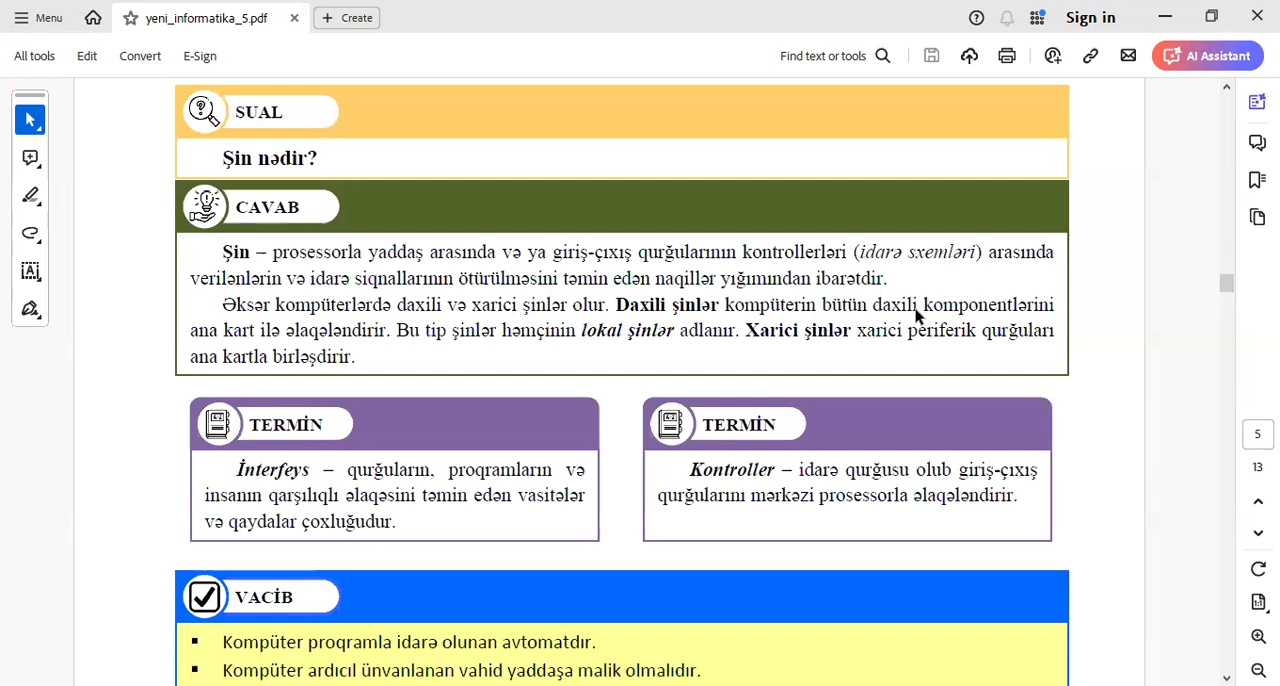 Menu
yeni_informatika_5.pdf
Create
Sign in
All tools
Edit
Convert
E-Sign
Find text or tools
AI Assistant
SUAL
Şin nədir?
CAVAB
Şin – prosessorla yaddaş arasında və ya giriş-çıxış qurğularının kontrollerləri (idarə sxemləri) arasında
verilənlərin və idarə siqnallarının ötürülməsini təmin edən naqillər yığımından ibarətdir.
Əksər kompüterlərdə daxili və xarici şinlər olur. Daxili şinlər kompüterin bütün daxili komponentlərini
ana kart ilə əlaqələndirir. Bu tip şinlər həmçinin lokal şinlər adlanır. Xarici şinlər xarici periferik qurğuları
ana kartla birləşdirir.
TERMİN
İnterfeys – qurğuların, proqramların və
insanın qarşılıqlı əlaqəsini təmin edən vasitələr
və qaydalar çoxluğudur.
TERMİN
Kontroller – idarə qurğusu olub giriş-çıxış
qurğularını mərkəzi prosessorla əlaqələndirir.
VACİB
▪ Kompüter proqramla idarə olunan avtomatdır.
▪ Kompüter ardıcıl ünvanlanan vahid yaddaşa malik olmalıdır.
5
13